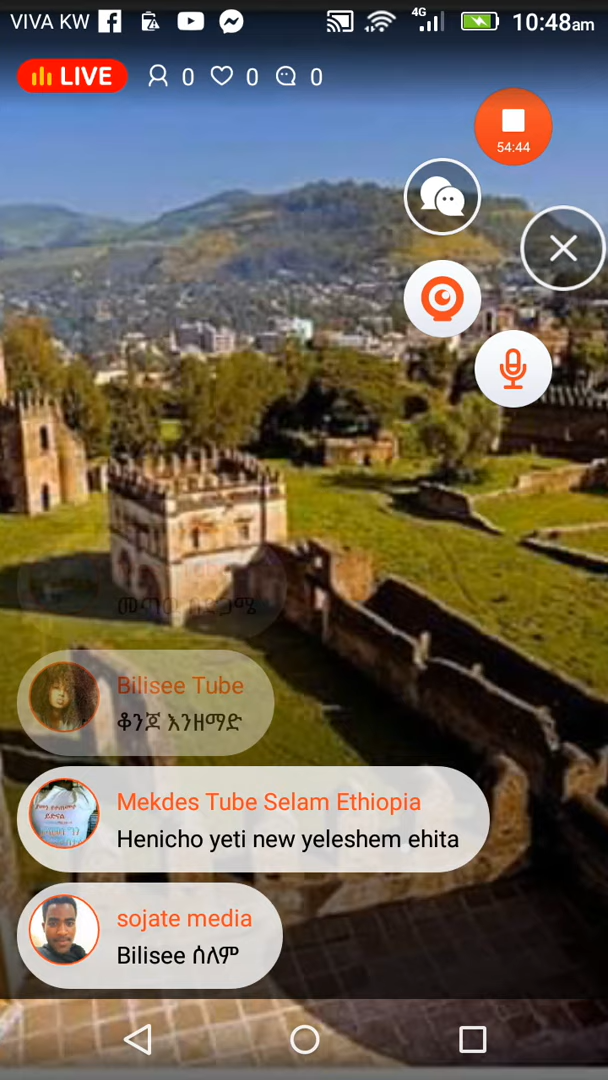 VIVA KW
4G
10:48am
LIVE 0 0 0
54:44
Bilisee Tube
ቆንጆ እንዘማድ
Mekdes Tube Selam Ethiopia
Henicho yeti new yeleshem ehita
sojate media
Bilisee ሰለም